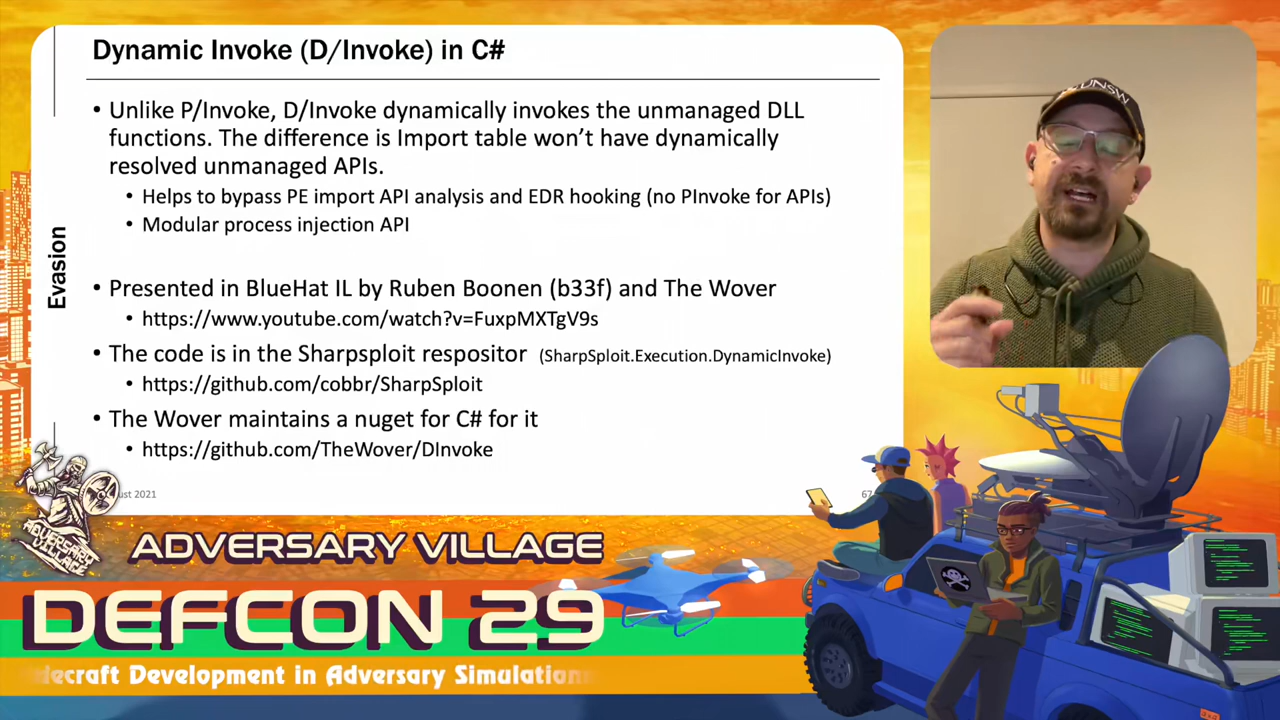 Dynamic Invoke (D/Invoke) in C#
• Unlike P/Invoke, D/Invoke dynamically invokes the unmanaged DLL
functions. The difference is Import table won’t have dynamically
resolved unmanaged APIs.
• Helps to bypass PE import API analysis and EDR hooking (no PInvoke for APIs)
• Modular process injection API
Evasion
• Presented in BlueHat IL by Ruben Boonen (b33f) and The Wover
• https://www.youtube.com/watch?v=FuxpMXTgV9s
• The code is in the Sharpsploit respositor (SharpSploit.Execution.DynamicInvoke)
• https://github.com/cobbr/SharpSploit
• The Wover maintains a nuget for C# for it
• https://github.com/TheWover/DInvoke
2021
67
UNSW
ADVERSARY VILLAGE
ADVERSARY VILLAGE
DEFCON 29
Development in Adversary Simulations